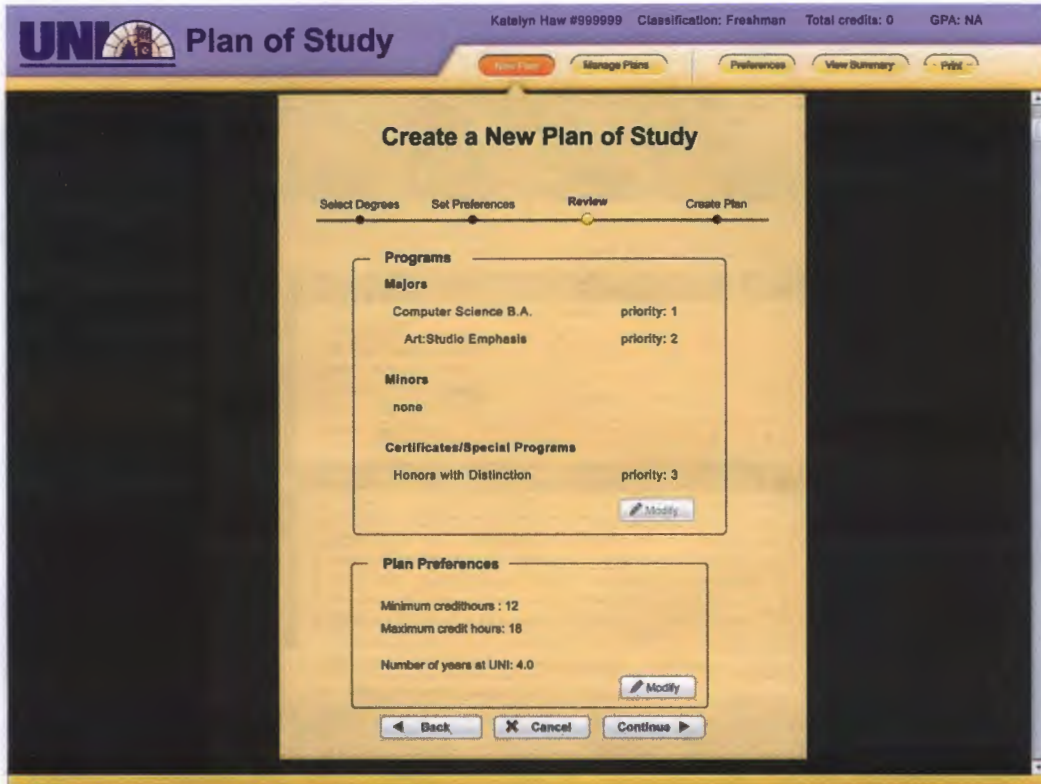 UNI Plan of Study
Katelyn Haw #999999 Classification: Freshman Total credits: 0 GPA: NA
New Plan Manage Plans Preferences View Summary - Print -
Create a New Plan of Study
Select Degrees Set Preferences Review Create Plan
Programs
Majors
Computer Science B.A. priority: 1
Art:Studio Emphasis priority: 2
Minors
none
Certificates/Special Programs
Honors with Distinction priority: 3
Modify
Plan Preferences
Minimum credithours : 12
Maximum credit hours: 18
Number of years at UNI: 4.0
Modify
Back Cancel Continue